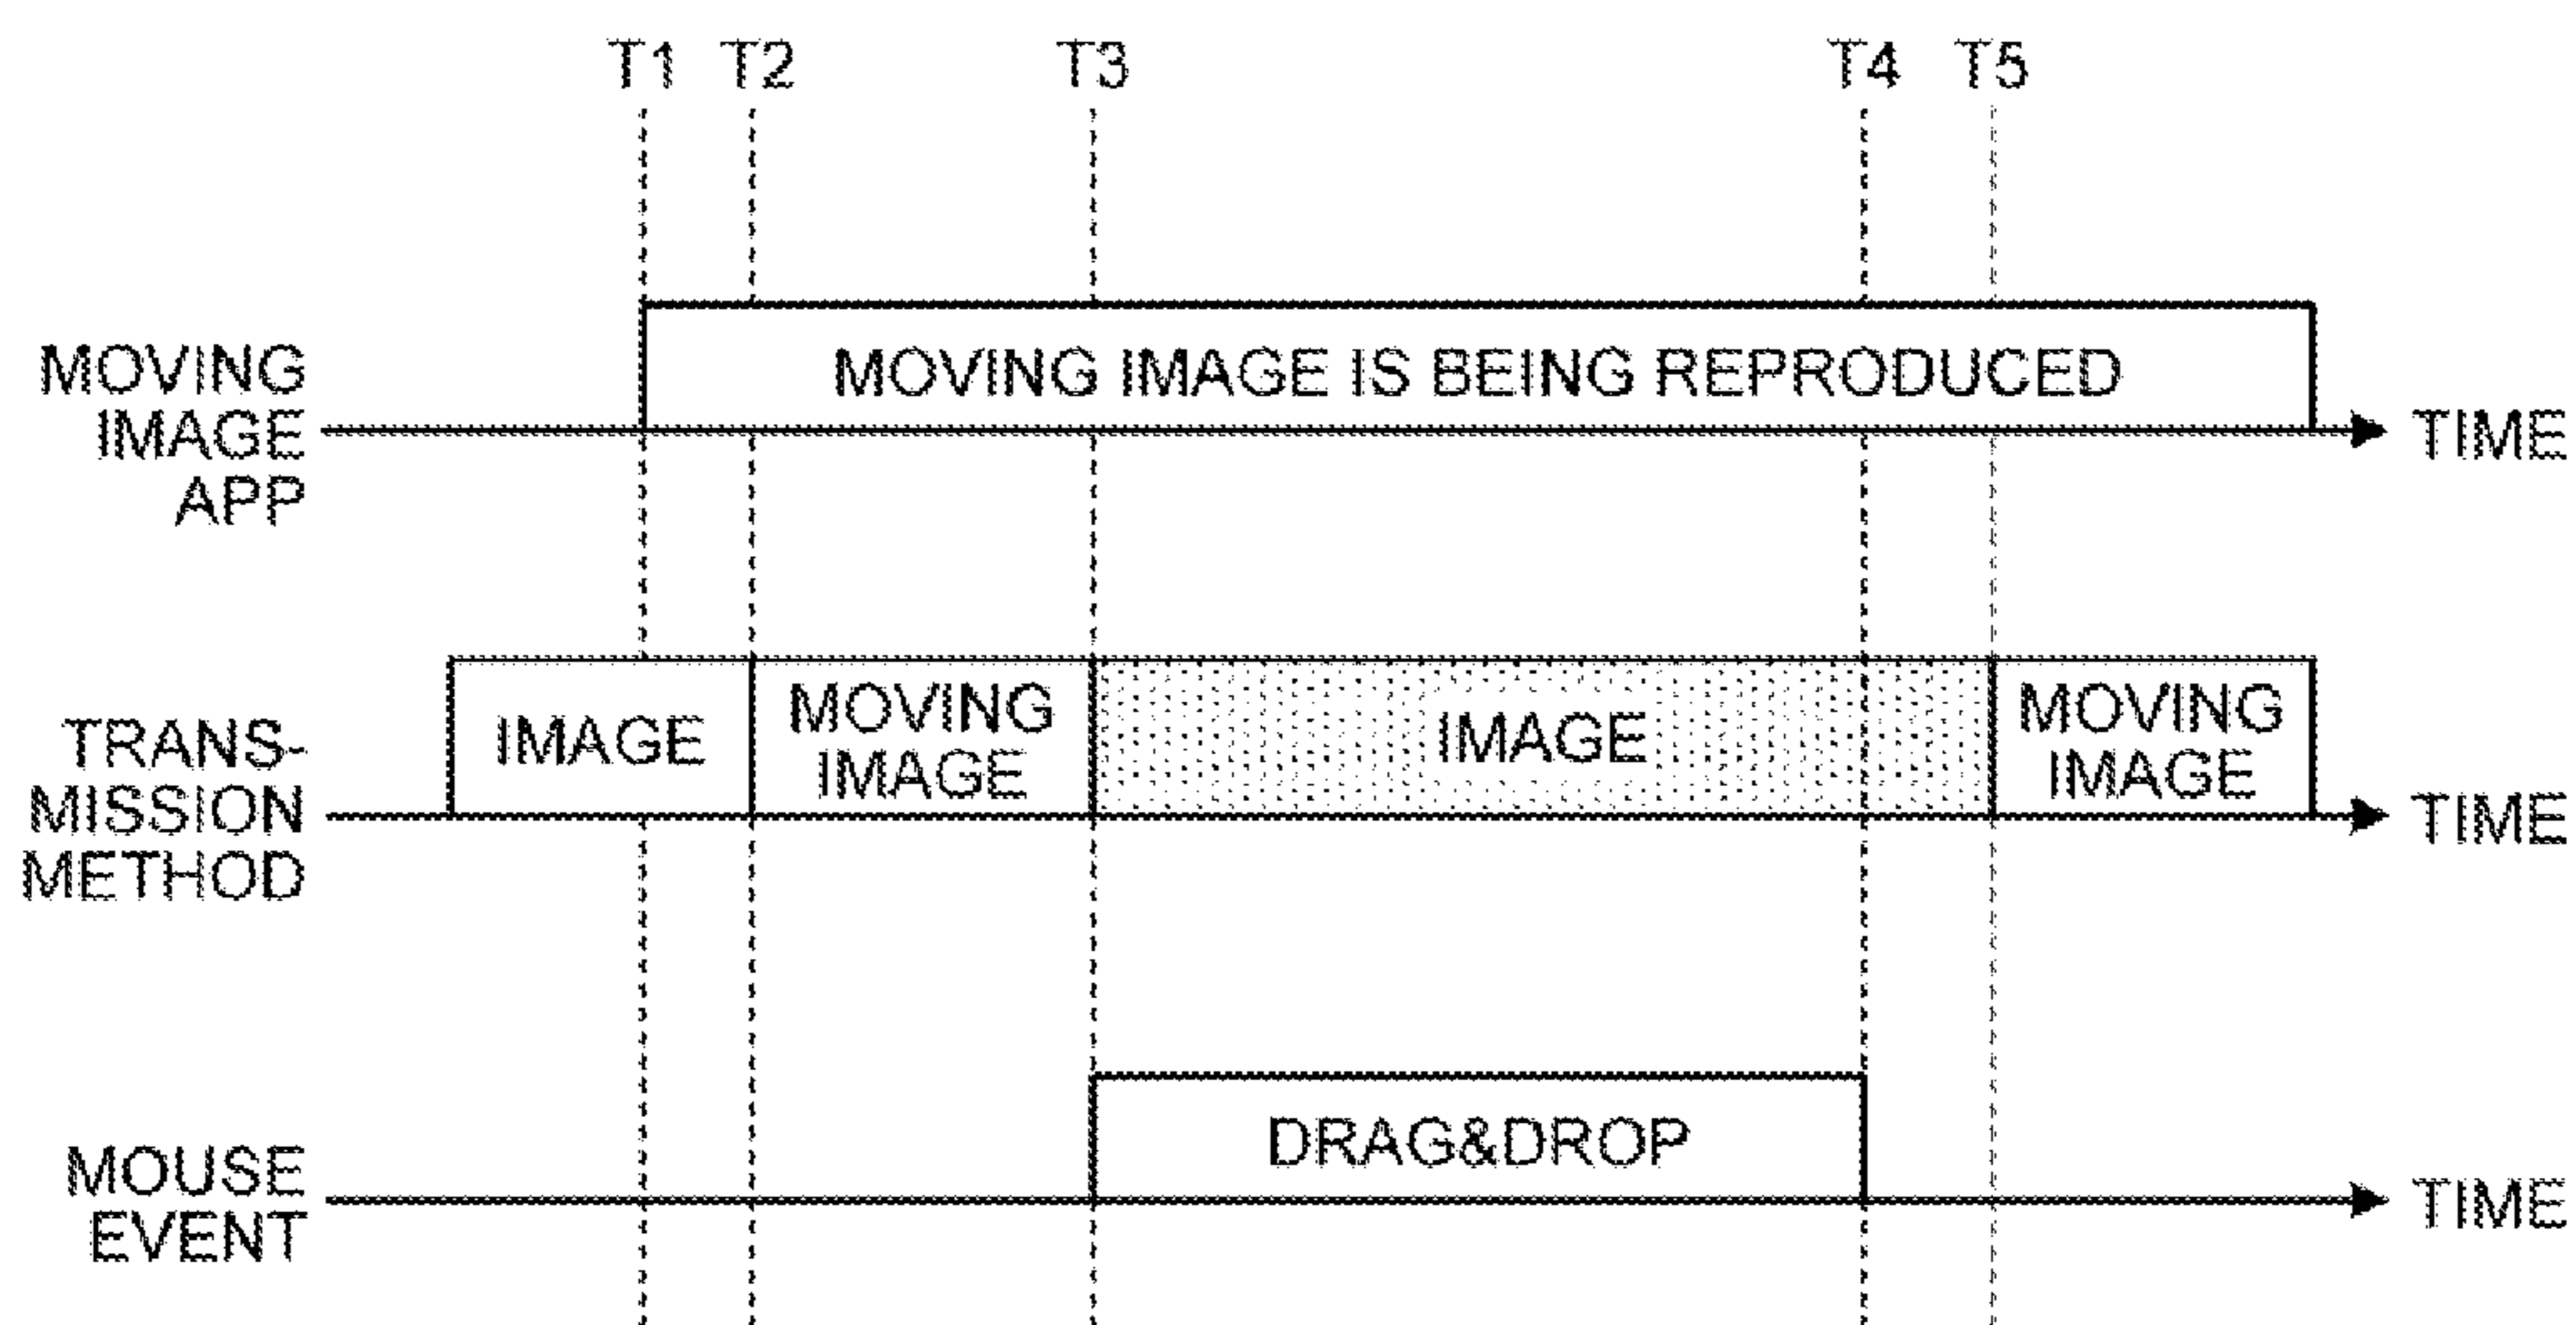 T1 T2 T3 T4 T5
MOVING IMAGE IS BEING REPRODUCED
MOVING
IMAGE
APP
TIME
TRANS-
MISSION
METHOD
IMAGE
MOVING
IMAGE
IMAGE
MOVING
IMAGE
TIME
DRAG&DROP
MOUSE
EVENT
TIME